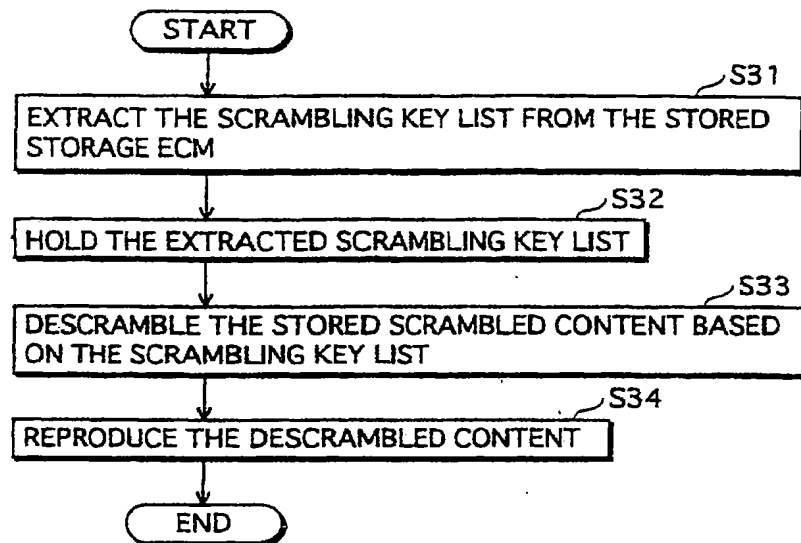 START
S31
EXTRACT THE SCRAMBLING KEY LIST FROM THE STORED
STORAGE ECM
S32
HOLD THE EXTRACTED SCRAMBLING KEY LIST
S33
DESCRAMBLE THE STORED SCRAMBLED CONTENT BASED
ON THE SCRAMBLING KEY LIST
S34
REPRODUCE THE DESCRAMBLED CONTENT
END